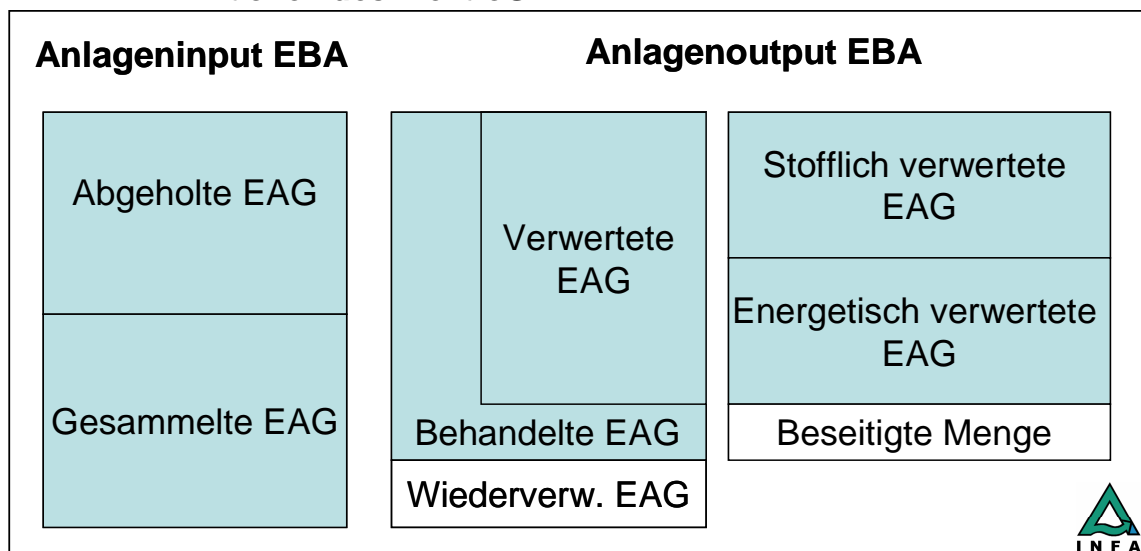 Anlageninput EBA
Anlagenoutput EBA
Abgeholte EAG
Gesammelte EAG
Verwertete
EAG
Behandelte EAG
Wiederverw. EAG
Stofflich verwertete
EAG
Energetisch verwertete
EAG
Beseitigte Menge
INFA